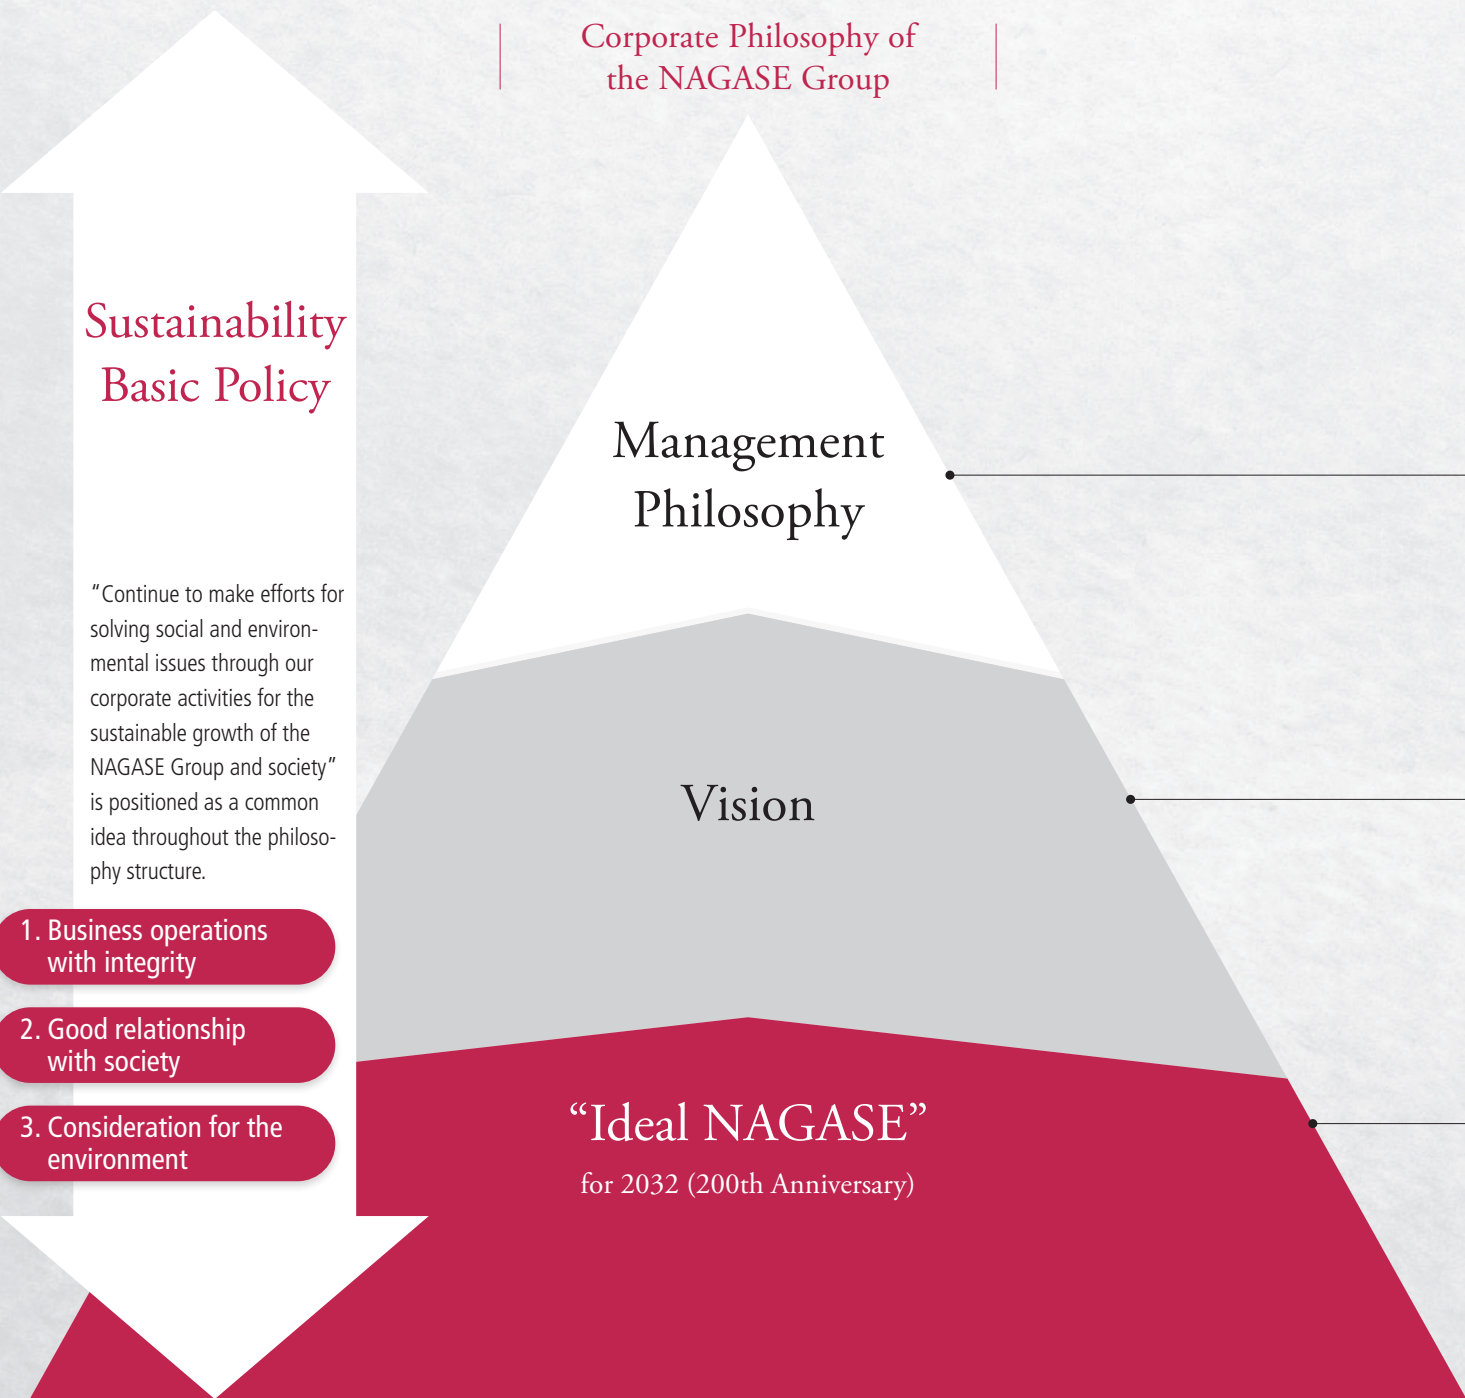 Corporate Philosophy of
the NAGASE Group
Sustainability
Basic Policy
“Continue to make efforts for
solving social and environ-
mental issues through our
corporate activities for the
sustainable growth of the
NAGASE Group and society”
is positioned as a common
idea throughout the philoso-
phy structure.
1. Business operations
with integrity
2. Good relationship
with society
3. Consideration for the
environment
Management
Philosophy
Vision
“Ideal NAGASE”
for 2032 (200th Anniversary)